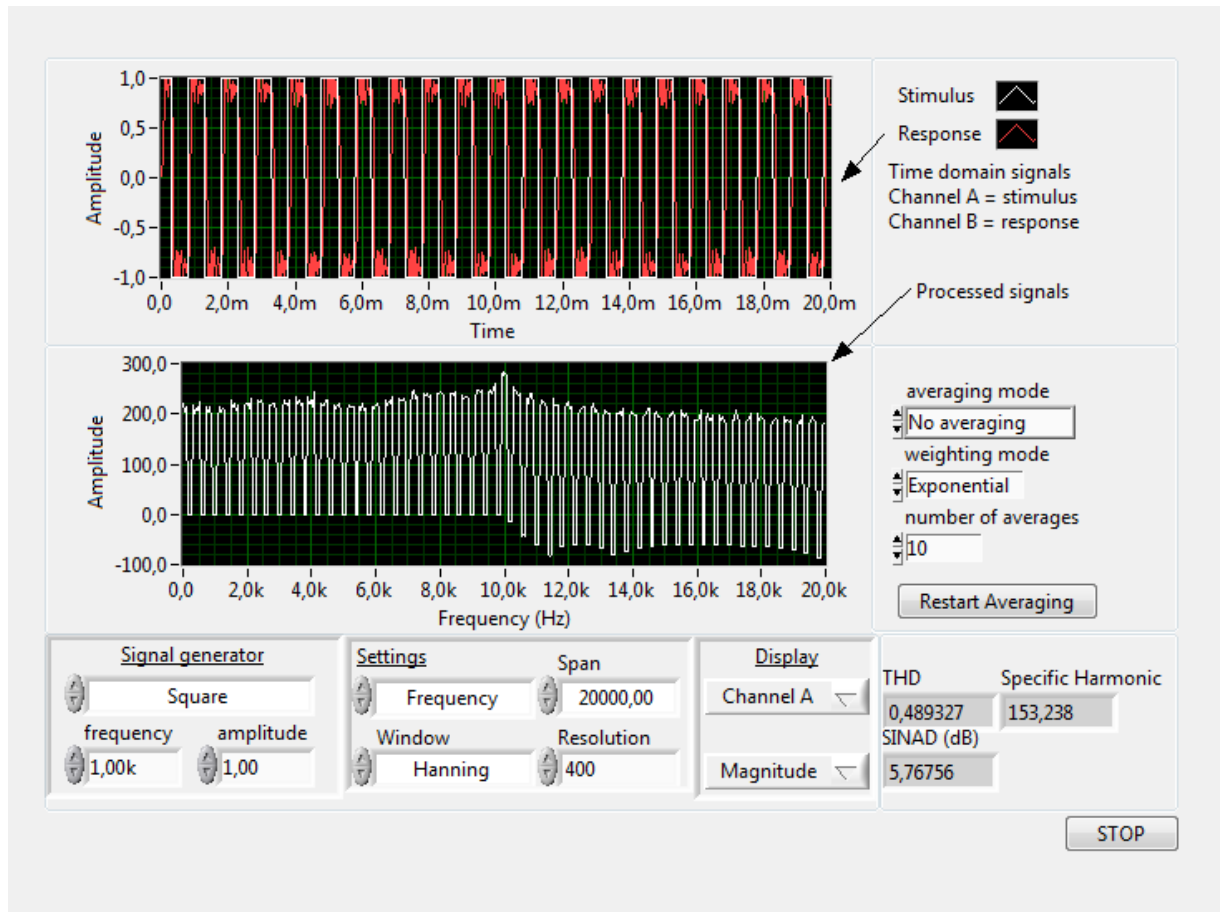 1,0
0,5
0,0
-0,5
-1,0
Amplitude
0,0 2,0m 4,0m 6,0m 8,0m 10,0m 12,0m 14,0m 16,0m 18,0m 20,0m
Time
Stimulus
Response
Time domain signals
Channel A = stimulus
Channel B = response
Processed signals
300,0
200,0
100,0
0,0
-100,0
Amplitude
0,0 2,0k 4,0k 6,0k 8,0k 10,0k 12,0k 14,0k 16,0k 18,0k 20,0k
Frequency (Hz)
averaging mode
No averaging
weighting mode
Exponential
number of averages
10
Restart Averaging
Signal generator
Square
frequency amplitude
1,00k 1,00
Settings Span
Frequency 20000,00
Window Resolution
Hanning 400
Display
Channel A
Magnitude
THD Specific Harmonic
0,489327 153,238
SINAD (dB)
5,76756
STOP